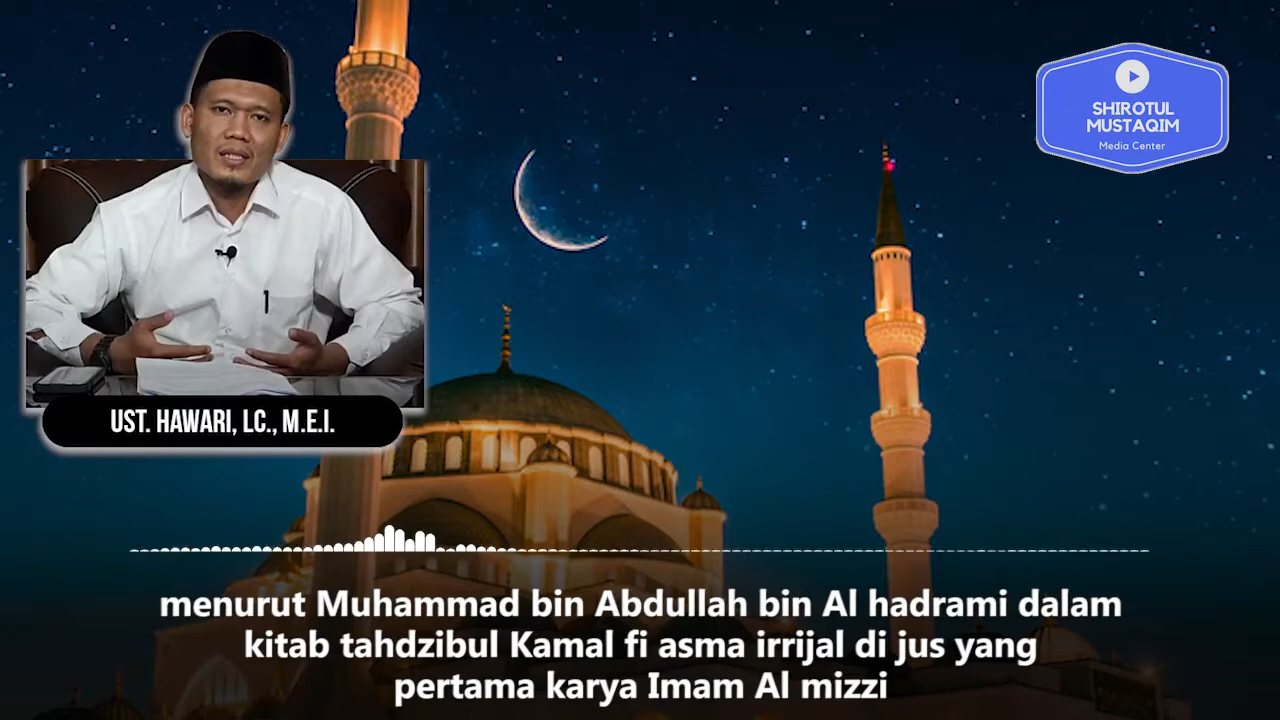 SHIROTUL
MUSTAQIM
Media Center
UST. HAWARI, LC., M.E.I.
menurut Muhammad bin Abdullah bin Al hadrami dalam
kitab tahdzibul Kamal fi asma irrijal di jus yang
pertama karya Imam Al mizzi